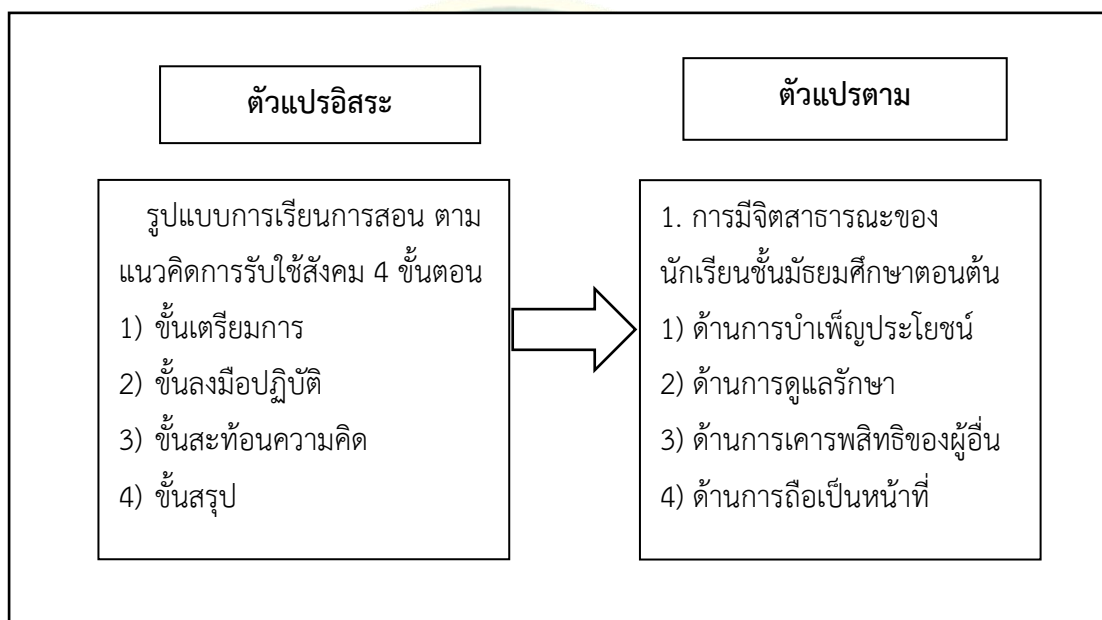 ตัวแปรอิสระ
ตัวแปรตาม
รูปแบบการเรียนการสอน ตาม
แนวคิดการรับใช้สังคม 4 ขั้นตอน
1) ขั้นเตรียมการ
2) ขั้นลงมือปฏิบัติ
3) ขั้นสะท้อนความคิด
4) ขั้นสรุป
1. การมีจิตสาธารณะของ
นักเรียนชั้นมัธยมศึกษาตอนต้น
1) ด้านการบำเพ็ญประโยชน์
2) ด้านการดูแลรักษา
3) ด้านการเคารพสิทธิของผู้อื่น
4) ด้านการถือเป็นหน้าที่